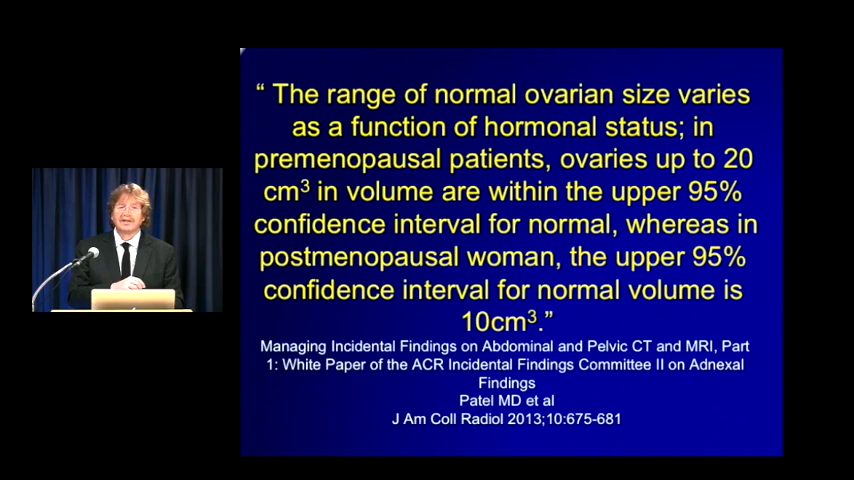 “ The range of normal ovarian size varies
as a function of hormonal status; in
premenopausal patients, ovaries up to 20
cm³ in volume are within the upper 95%
confidence interval for normal, whereas in
postmenopausal woman, the upper 95%
confidence interval for normal volume is
10cm³.”
Managing Incidental Findings on Abdominal and Pelvic CT and MRI, Part
1: White Paper of the ACR Incidental Findings Committee II on Adnexal
Findings
Patel MD et al
J Am Coll Radiol 2013;10:675-681